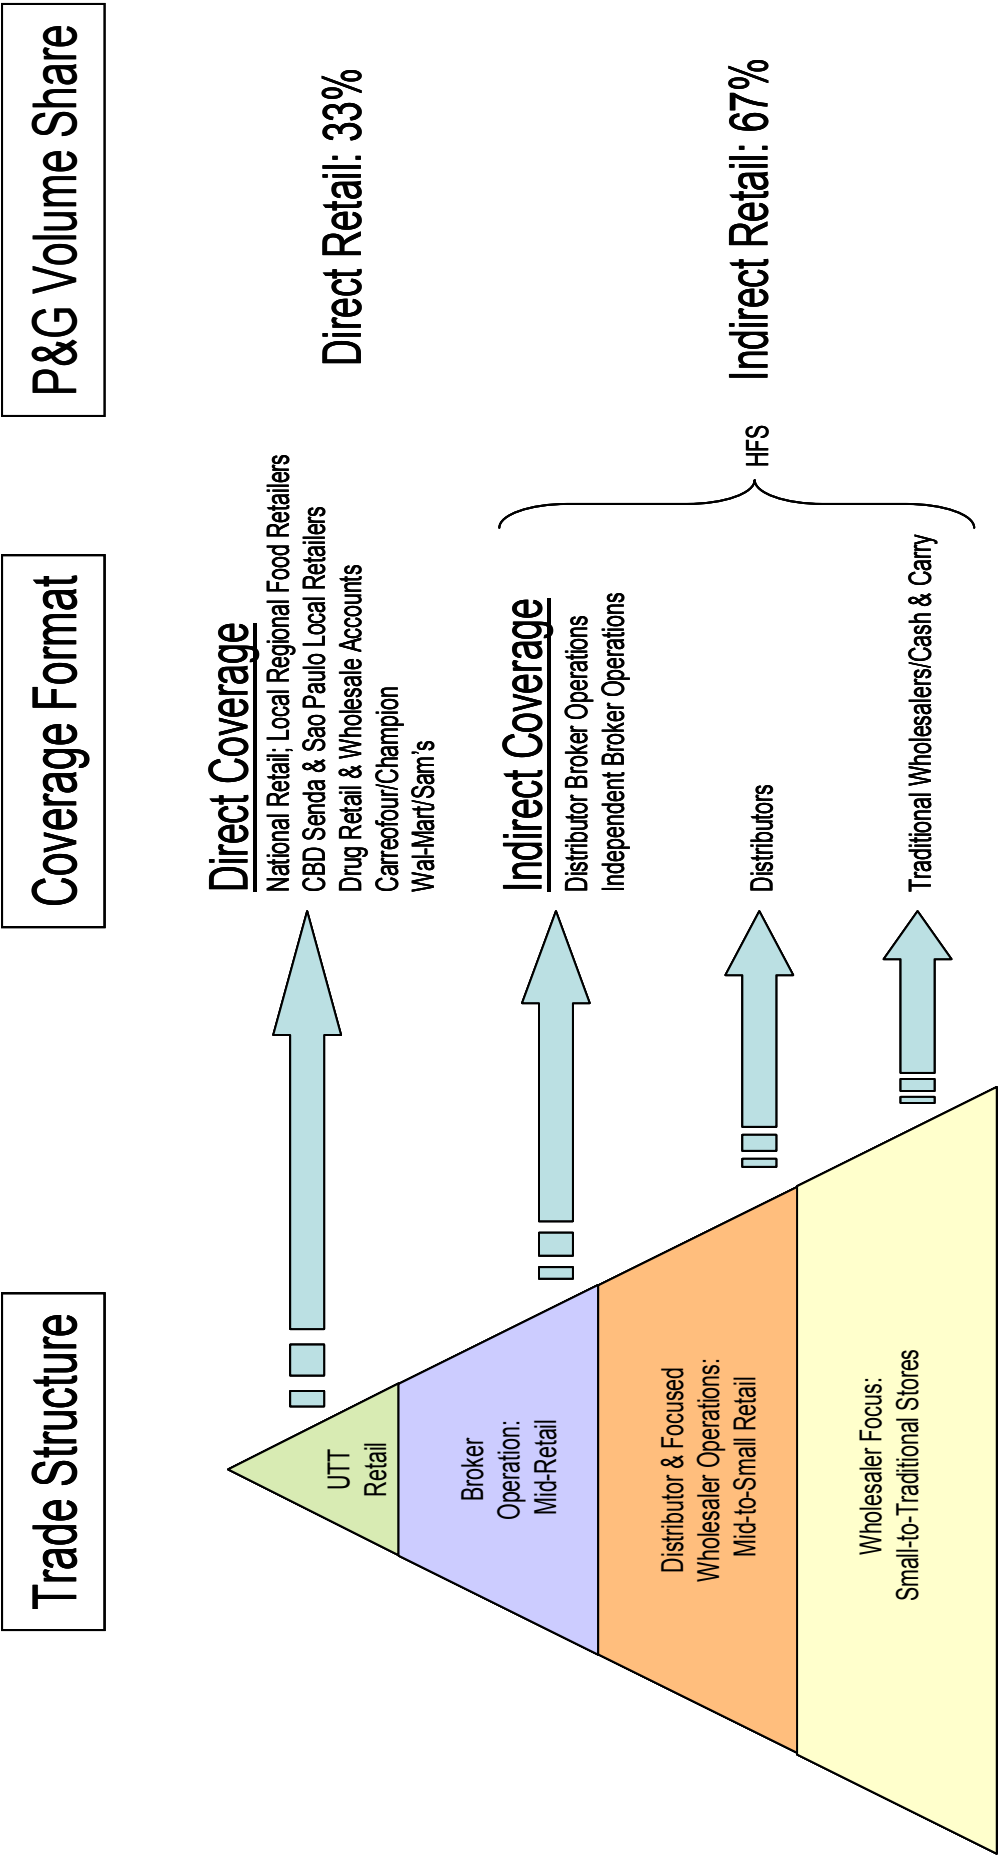 Trade Structure
Coverage Format
P&G Volume Share
UTT
Retail
Broker
Operation:
Mid-Retail
Distributor & Focused
Wholesaler Operations:
Mid-to-Small Retail
Wholesaler Focus:
Small-to-Traditional Stores
Direct Coverage
National Retail; Local Regional Food Retailers
CBD Senda & Sao Paulo Local Retailers
Drug Retail & Wholesale Accounts
Carreofour/Champion
Wal-Mart/Sam's
Indirect Coverage
Distributor Broker Operations
Independent Broker Operations
Distributors
Traditional Wholesalers/Cash & Carry
HFS
Direct Retail: 33%
Indirect Retail: 67%